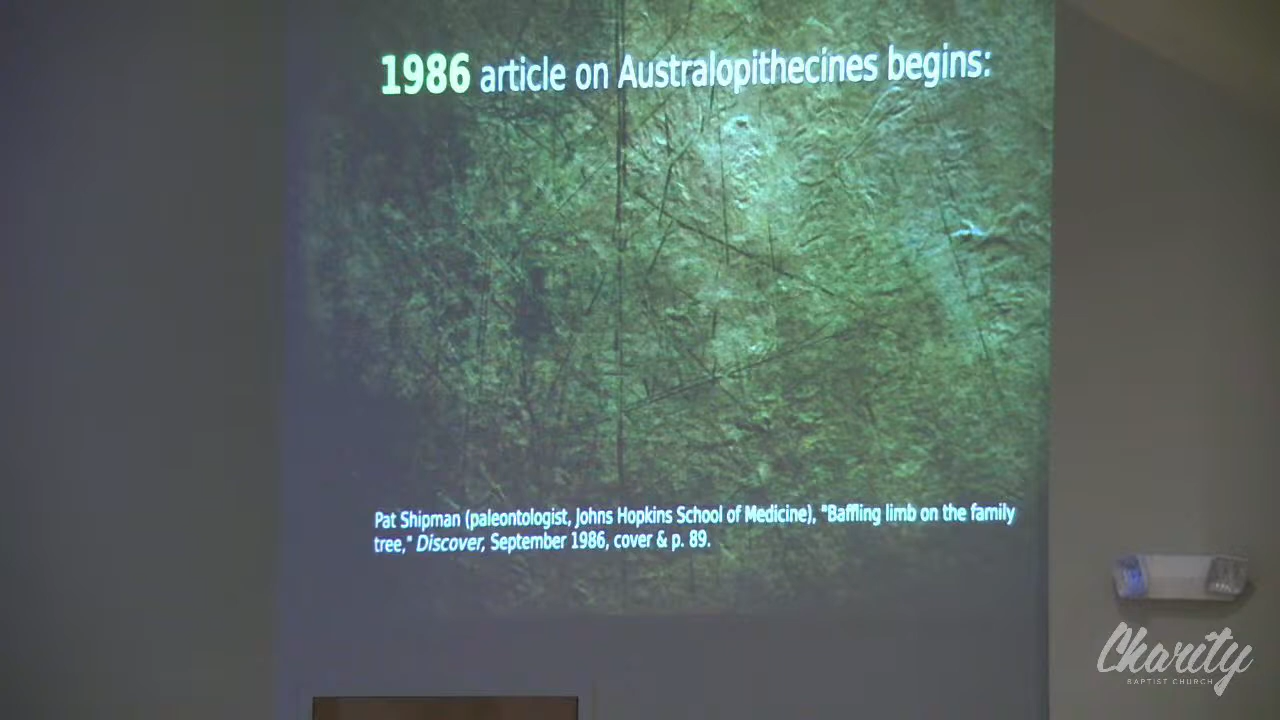 1986 article on Australopithecines begins:
Pat Shipman (paleontologist, Johns Hopkins School of Medicine), "Baffling limb on the family
tree," Discover, September 1986, cover & p. 89.
Charity
BAPTIST CHURCH